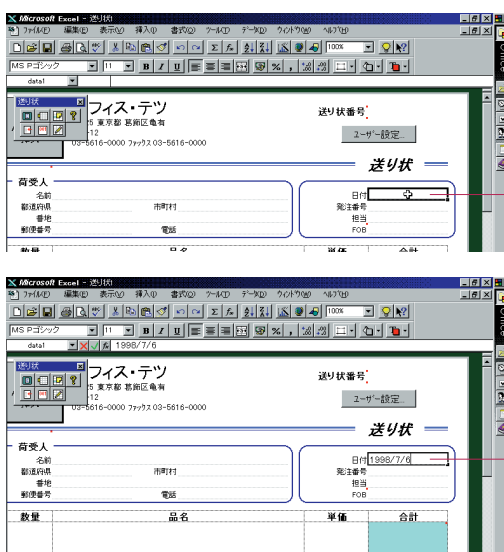 Microsoft Excel - 送り状
ファイル(F) 編集(E) 表示(V) 挿入(I) 書式(O) ツール(T) データ(D) ウィンドウ(W) ヘルプ(H)
100%
MS Pゴシック 11 B I U
data1
送り状
フィス・テツ
東京都 葛飾区亀有
-12
03-5616-0000 ファックス 03-5616-0000
送り状番号
ユーザー設定...
送り状
荷受人
名前
都道府県 市町村
番地
郵便番号 電話
日付
発注番号
担当
FOB
数量 品名 単価 合計
Office
Microsoft Excel - 送り状
ファイル(F) 編集(E) 表示(V) 挿入(I) 書式(O) ツール(T) データ(D) ウィンドウ(W) ヘルプ(H)
100%
MS Pゴシック 11 B I U
data1 1998/7/6
送り状
フィス・テツ
東京都 葛飾区亀有
-12
03-5616-0000 ファックス 03-5616-0000
送り状番号
ユーザー設定...
送り状
荷受人
名前
都道府県 市町村
番地
郵便番号 電話
日付 1998/7/6
発注番号
担当
FOB
数量 品名 単価 合計
Office